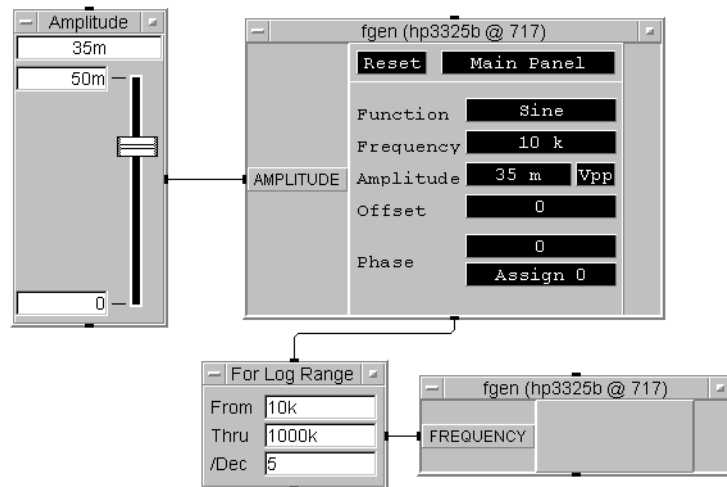 Amplitude
35m
50m
0
fgen (hp3325b @ 717)
Reset Main Panel
Function Sine
Frequency 10 k
AMPLITUDE Amplitude 35 m Vpp
Offset 0
Phase 0
Assign 0
For Log Range
From 10k
Thru 1000k
/Dec 5
fgen (hp3325b @ 717)
FREQUENCY